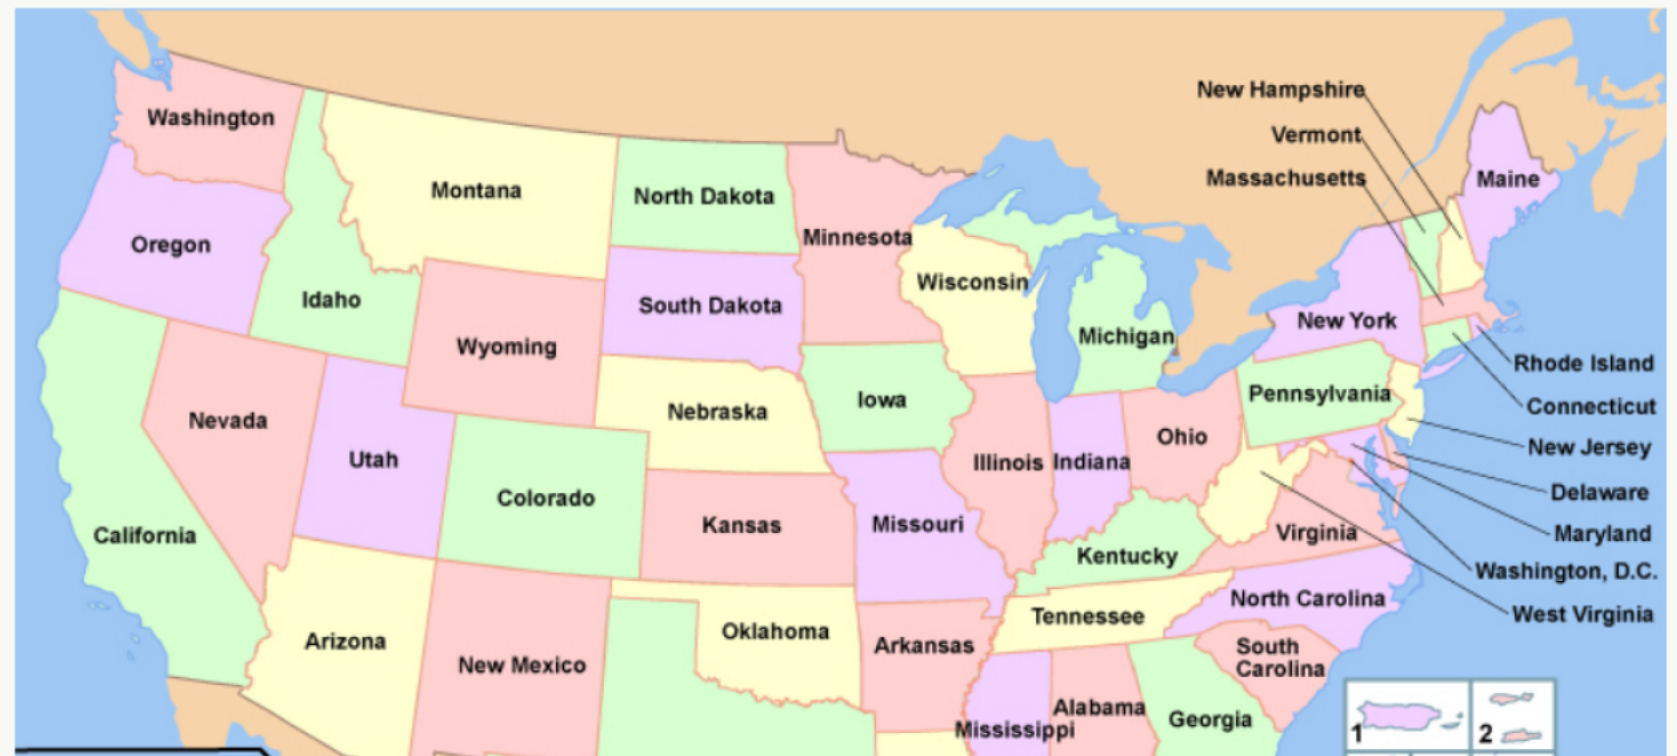 New Hampshire
Washington
Vermont
Massachusetts
Maine
Montana
North Dakota
Minnesota
Oregon
Wisconsin
Idaho
South Dakota
New York
Michigan
Wyoming
Rhode Island
Pennsylvania
Iowa
Connecticut
Nebraska
Nevada
Ohio
New Jersey
Utah
Illinois
Indiana
Delaware
Colorado
Missouri
Kansas
Virginia
Maryland
California
Kentucky
Washington, D.C.
North Carolina
West Virginia
Tennessee
Oklahoma
Arizona
Arkansas
South
Carolina
New Mexico
Alabama
Georgia
Mississippi
1
2